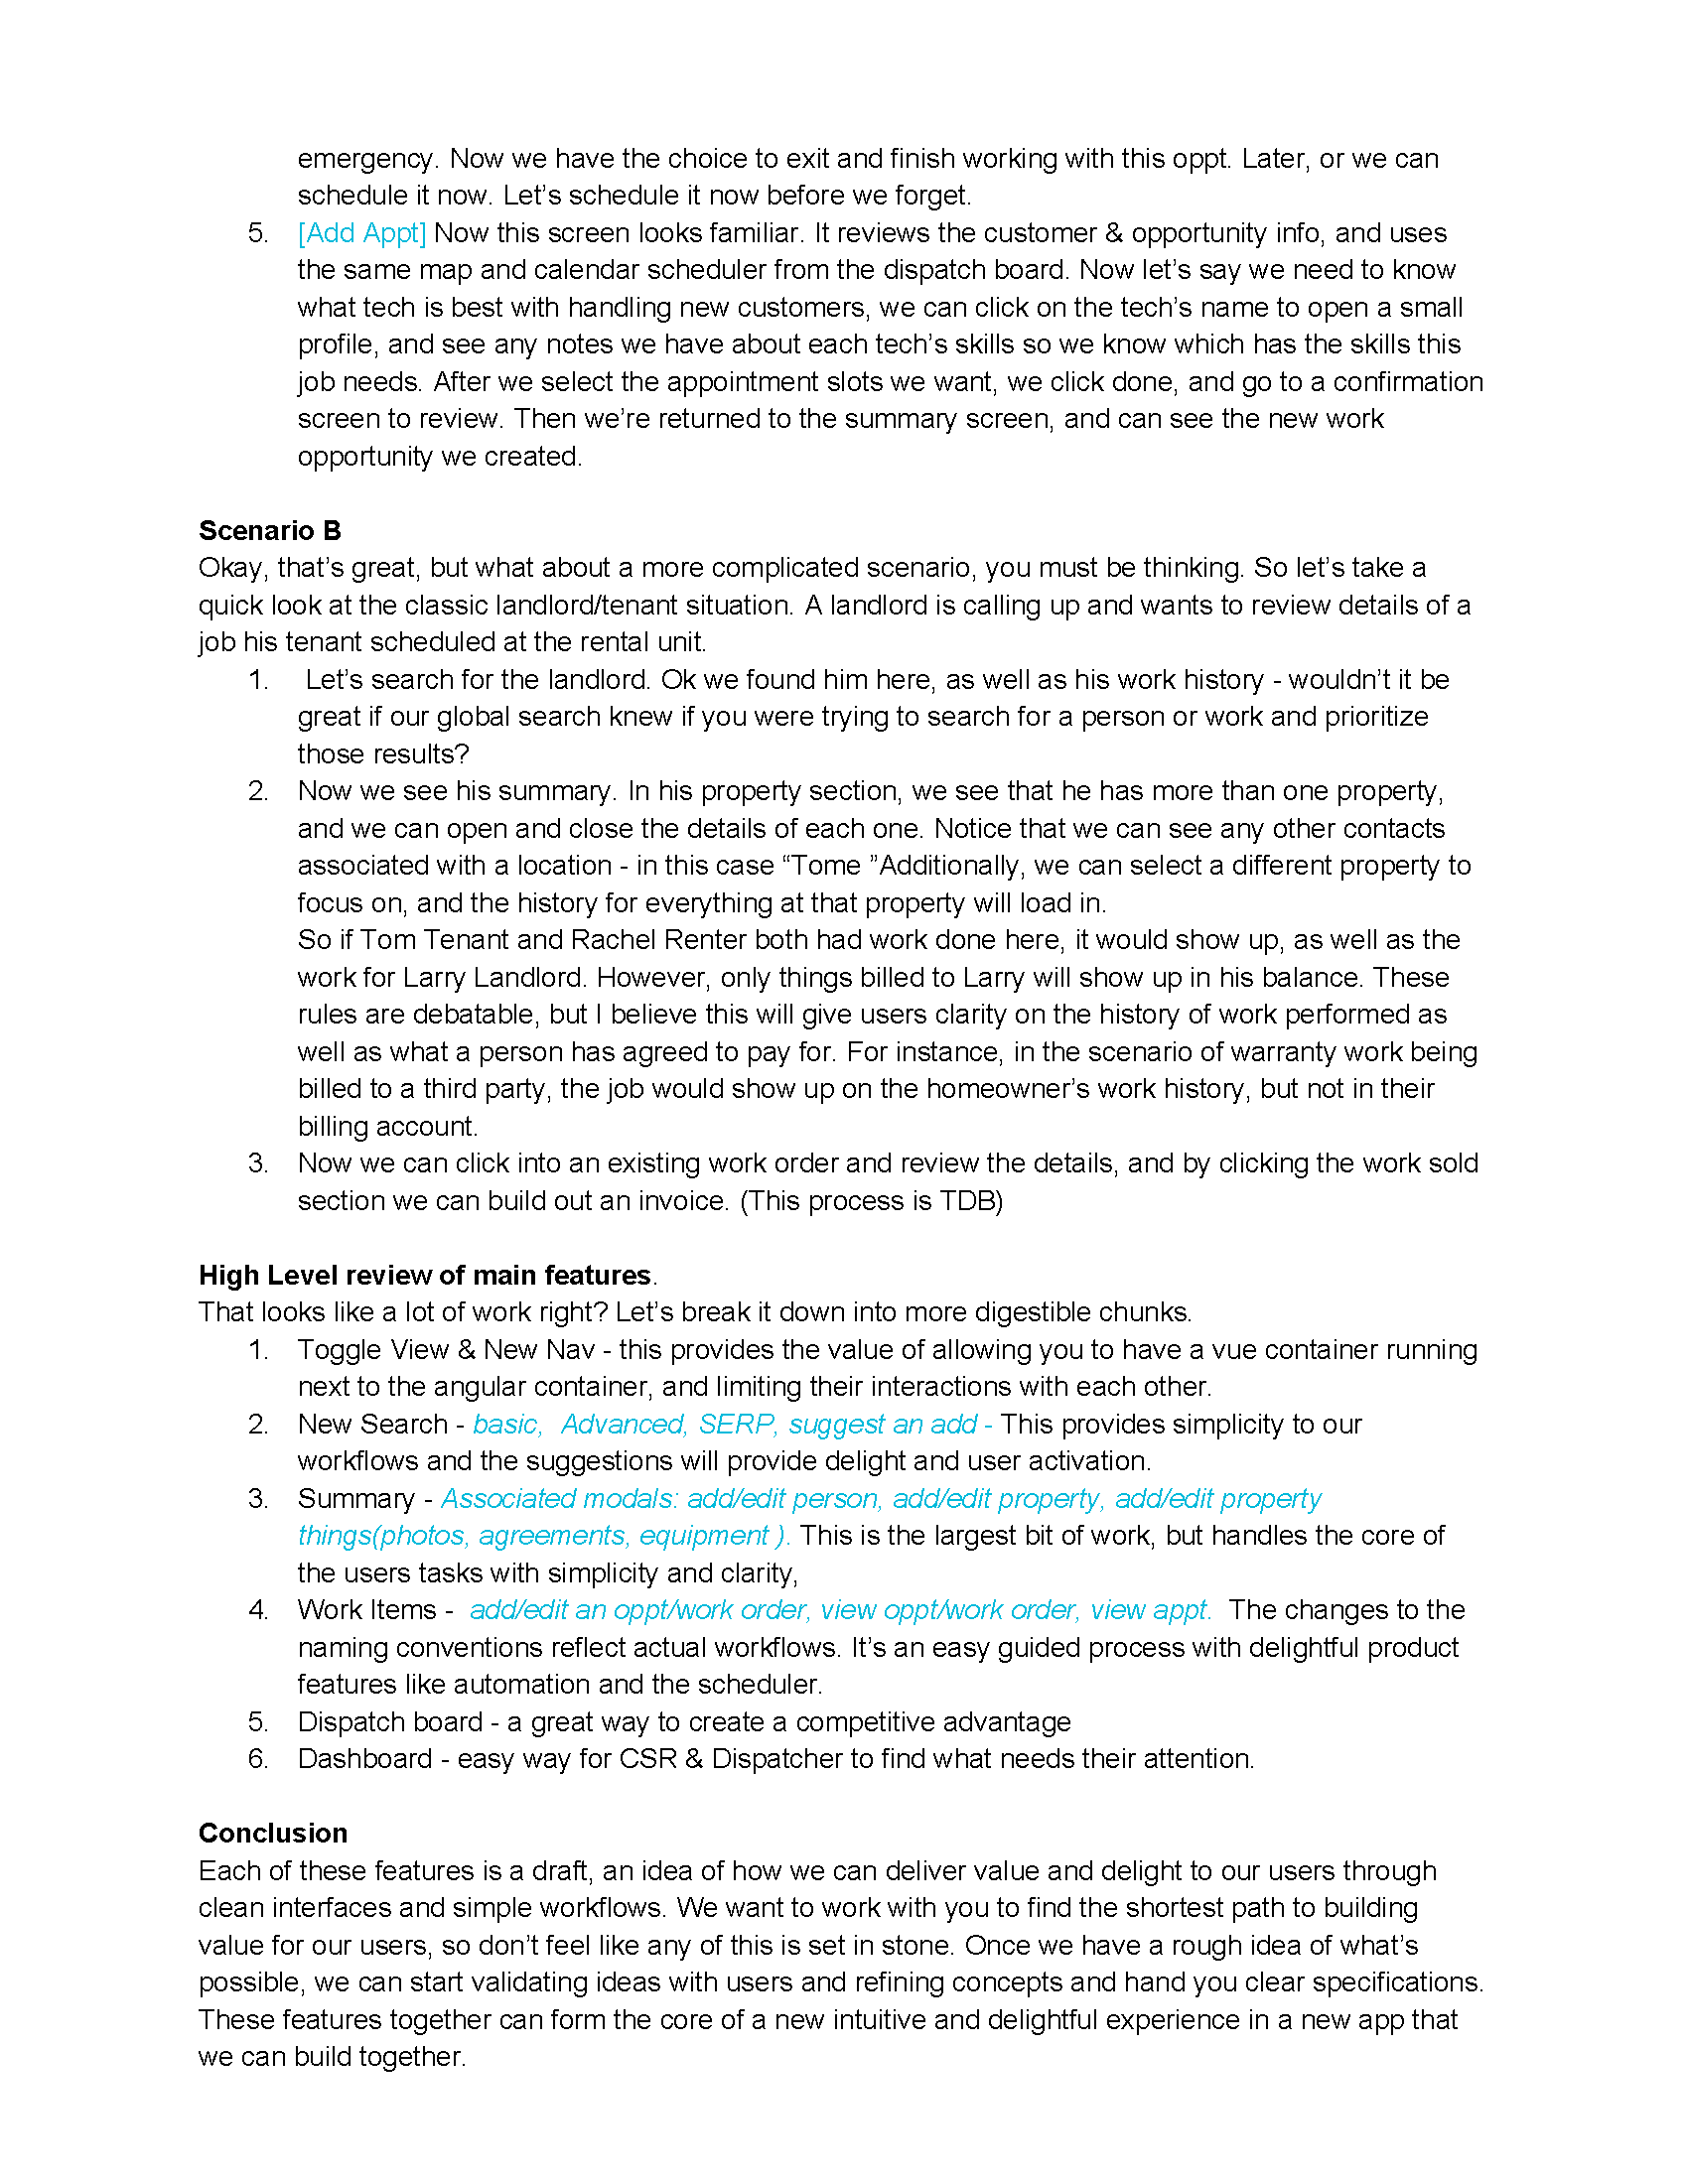 emergency. Now we have the choice to exit and finish working with this oppt. Later, or we can
schedule it now. Let’s schedule it now before we forget.
5. [Add Appt] Now this screen looks familiar. It reviews the customer & opportunity info, and uses
the same map and calendar scheduler from the dispatch board. Now let’s say we need to know
what tech is best with handling new customers, we can click on the tech’s name to open a small
profile, and see any notes we have about each tech’s skills so we know which has the skills this
job needs. After we select the appointment slots we want, we click done, and go to a confirmation
screen to review. Then we’re returned to the summary screen, and can see the new work
opportunity we created.
Scenario B
Okay, that’s great, but what about a more complicated scenario, you must be thinking. So let’s take a
quick look at the classic landlord/tenant situation. A landlord is calling up and wants to review details of a
job his tenant scheduled at the rental unit.
1. Let’s search for the landlord. Ok we found him here, as well as his work history - wouldn’t it be
great if our global search knew if you were trying to search for a person or work and prioritize
those results?
2. Now we see his summary. In his property section, we see that he has more than one property,
and we can open and close the details of each one. Notice that we can see any other contacts
associated with a location - in this case “Tome ”Additionally, we can select a different property to
focus on, and the history for everything at that property will load in.
So if Tom Tenant and Rachel Renter both had work done here, it would show up, as well as the
work for Larry Landlord. However, only things billed to Larry will show up in his balance. These
rules are debatable, but I believe this will give users clarity on the history of work performed as
well as what a person has agreed to pay for. For instance, in the scenario of warranty work being
billed to a third party, the job would show up on the homeowner’s work history, but not in their
billing account.
3. Now we can click into an existing work order and review the details, and by clicking the work sold
section we can build out an invoice. (This process is TDB)
High Level review of main features.
That looks like a lot of work right? Let’s break it down into more digestible chunks.
1. Toggle View & New Nav - this provides the value of allowing you to have a vue container running
next to the angular container, and limiting their interactions with each other.
2. New Search - basic, Advanced, SERP, suggest an add - This provides simplicity to our
workflows and the suggestions will provide delight and user activation.
3. Summary - Associated modals: add/edit person, add/edit property, add/edit property
things(photos, agreements, equipment ). This is the largest bit of work, but handles the core of
the users tasks with simplicity and clarity,
4. Work Items - add/edit an oppt/work order, view oppt/work order, view appt. The changes to the
naming conventions reflect actual workflows. It’s an easy guided process with delightful product
features like automation and the scheduler.
5. Dispatch board - a great way to create a competitive advantage
6. Dashboard - easy way for CSR & Dispatcher to find what needs their attention.
Conclusion
Each of these features is a draft, an idea of how we can deliver value and delight to our users through
clean interfaces and simple workflows. We want to work with you to find the shortest path to building
value for our users, so don’t feel like any of this is set in stone. Once we have a rough idea of what’s
possible, we can start validating ideas with users and refining concepts and hand you clear specifications.
These features together can form the core of a new intuitive and delightful experience in a new app that
we can build together.